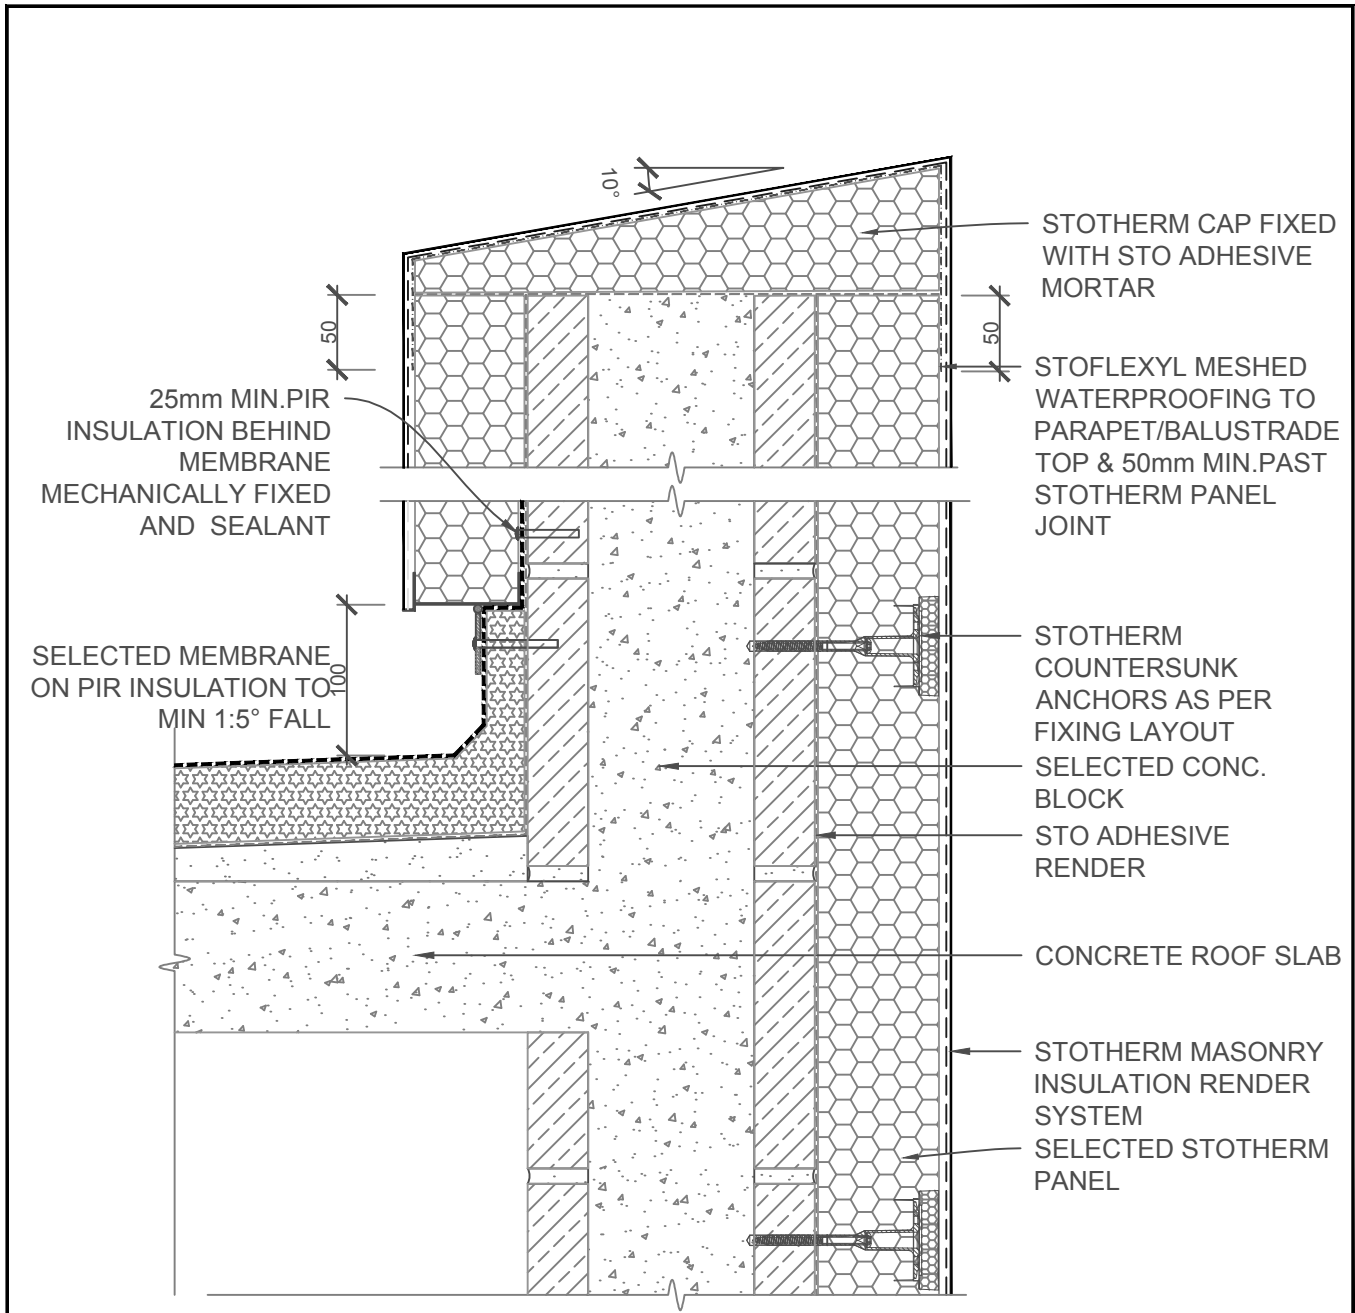 10°
STOTHERM CAP FIXED
WITH STO ADHESIVE
MORTAR
50
50
25mm MIN.PIR
INSULATION BEHIND
MEMBRANE
MECHANICALLY FIXED
AND SEALANT
STOFLEXYL MESHED
WATERPROOFING TO
PARAPET/BALUSTRADE
TOP & 50mm MIN.PAST
STOTHERM PANEL
JOINT
SELECTED MEMBRANE
ON PIR INSULATION TO
MIN 1:5° FALL
100
STOTHERM
COUNTERSUNK
ANCHORS AS PER
FIXING LAYOUT
SELECTED CONC.
BLOCK
STO ADHESIVE
RENDER
CONCRETE ROOF SLAB
STOTHERM MASONRY
INSULATION RENDER
SYSTEM
SELECTED STOTHERM
PANEL